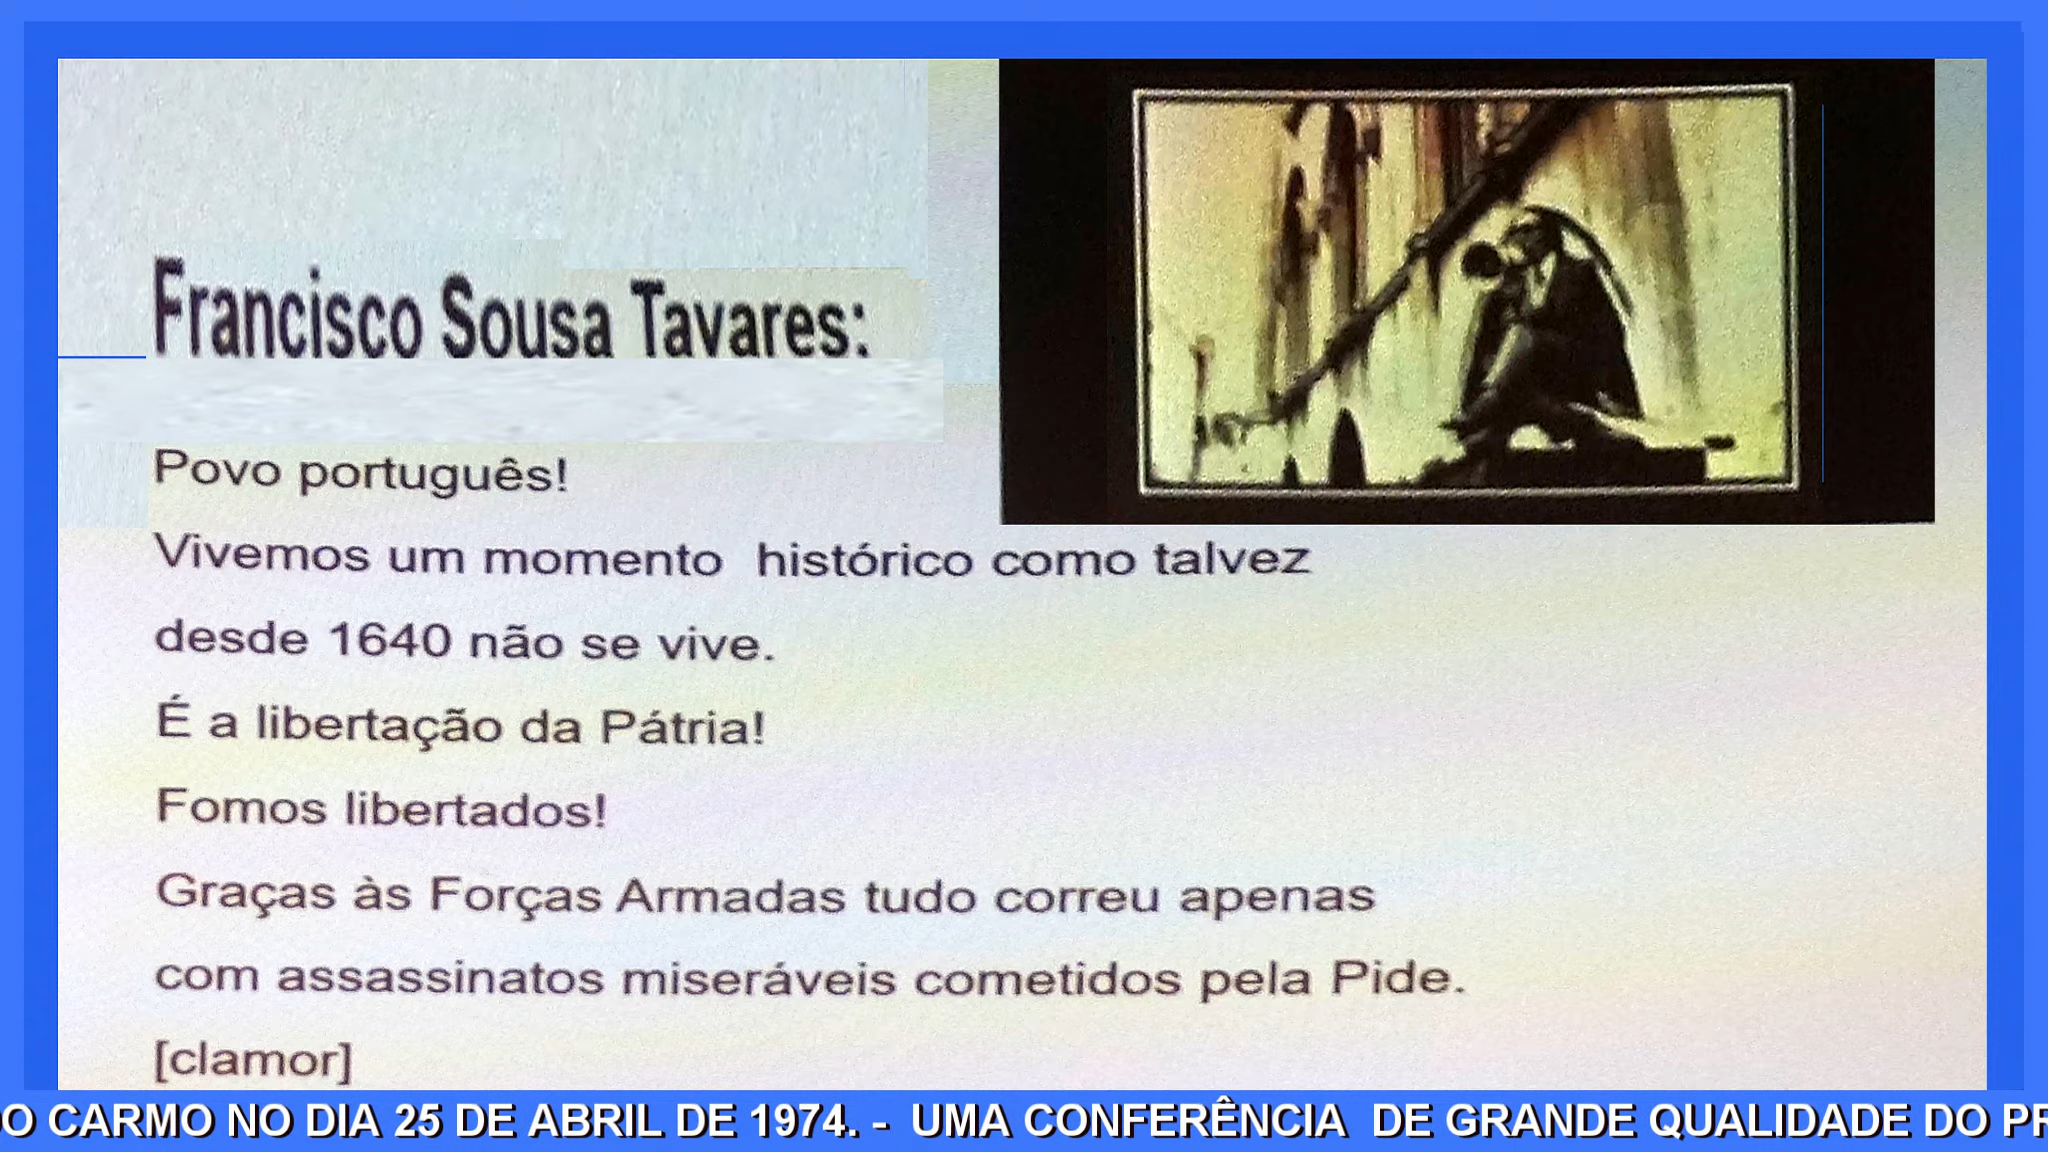 Francisco Sousa Tavares:
Povo português!
Vivemos um momento histórico como talvez
desde 1640 não se vive.
É a libertação da Pátria!
Fomos libertados!
Graças às Forças Armadas tudo correu apenas
com assassinatos miseráveis cometidos pela Pide.
[clamor]
DO CARMO NO DIA 25 DE ABRIL DE 1974. - UMA CONFERÊNCIA DE GRANDE QUALIDADE DO PR